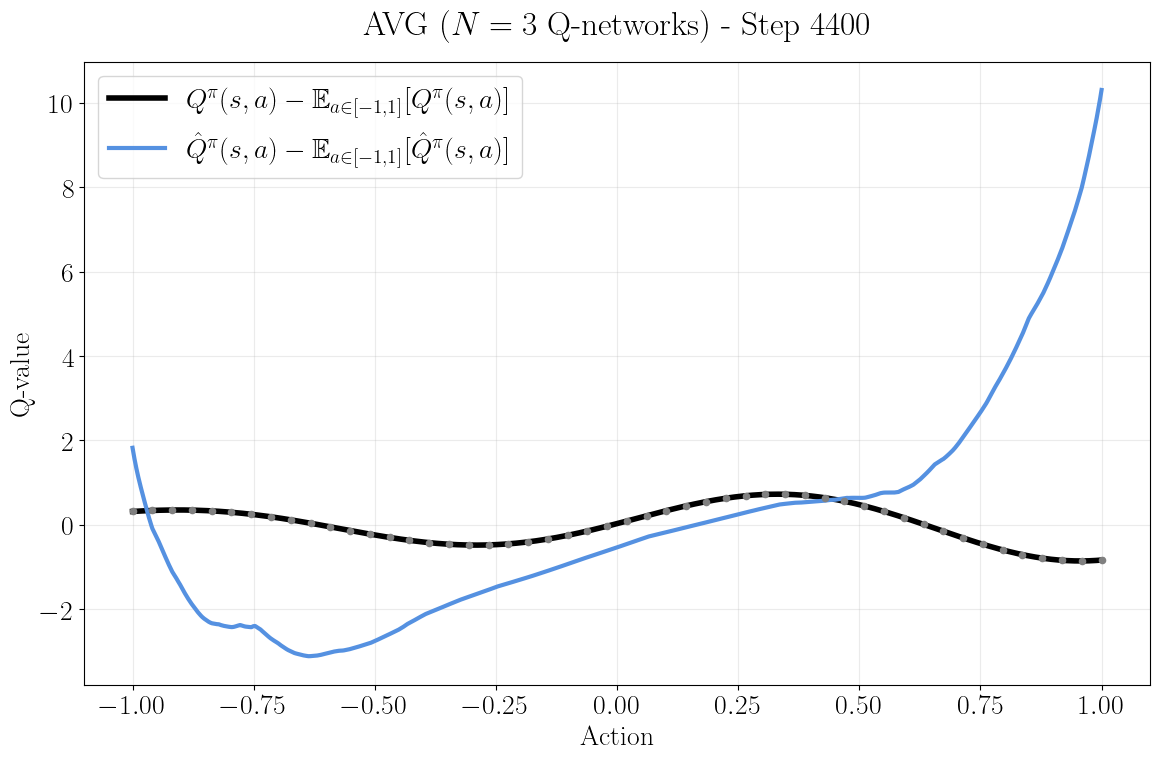 AVG (N = 3 Q-networks) - Step 4400
Q^π(s, a) − 𝔼_{a∈[−1,1]}[Q^π(s, a)]
Q̂^π(s, a) − 𝔼_{a∈[−1,1]}[Q̂^π(s, a)]
10
8
6
4
2
0
−2
Q-value
−1.00 −0.75 −0.50 −0.25 0.00 0.25 0.50 0.75 1.00
Action